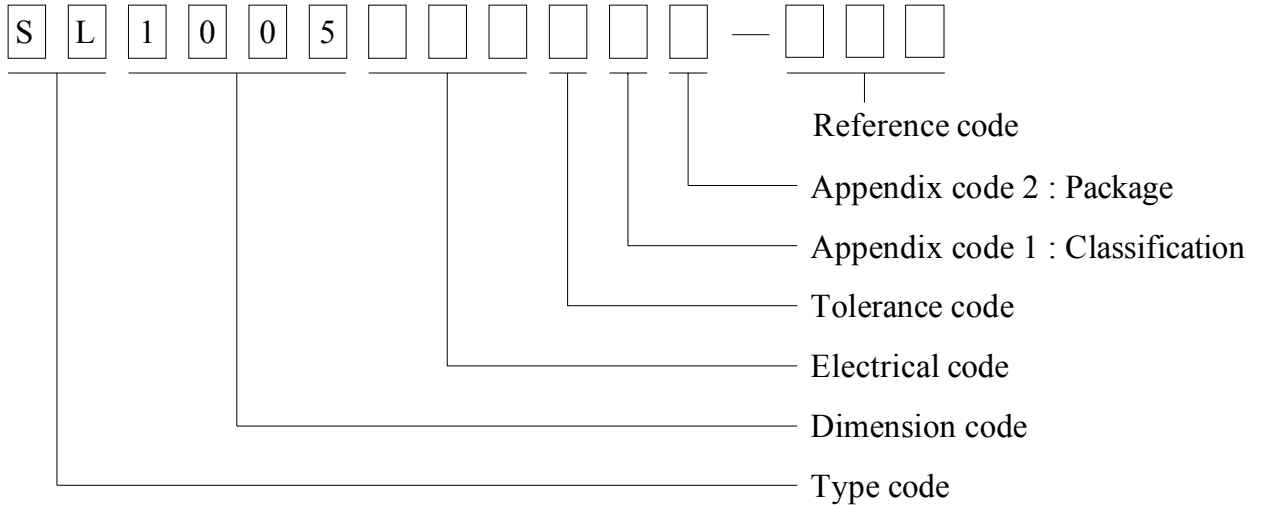 S L 1 0 0 5 —
Reference code
Appendix code 2 : Package
Appendix code 1 : Classification
Tolerance code
Electrical code
Dimension code
Type code